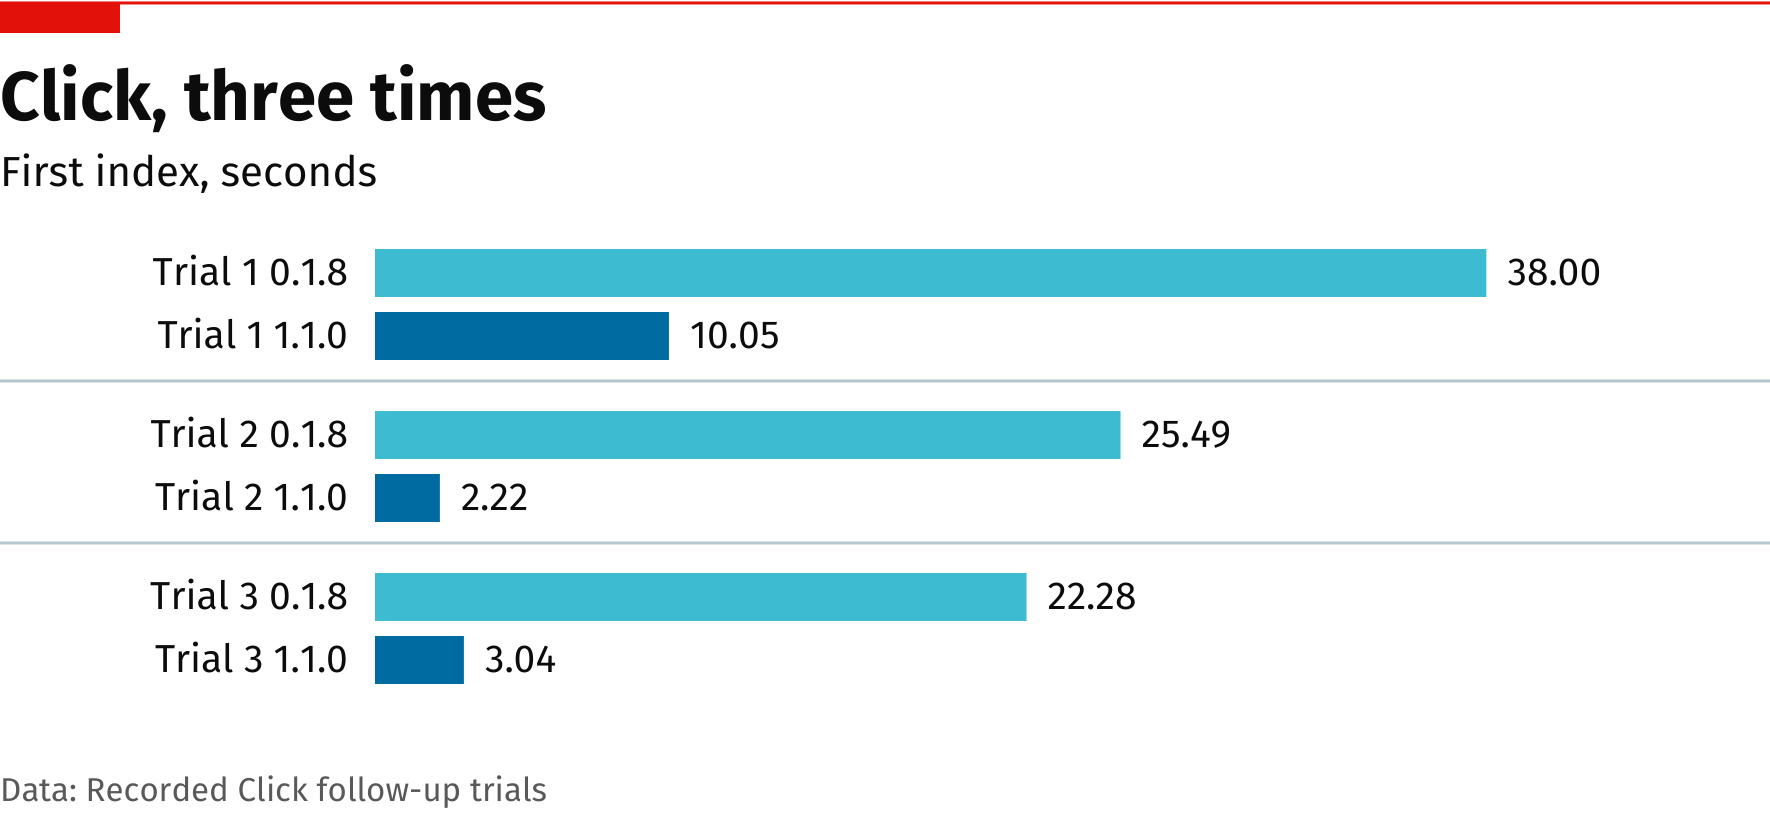 Click, three times
First index, seconds
Trial 1 0.1.8 38.00
Trial 1 1.1.0 10.05
Trial 2 0.1.8 25.49
Trial 2 1.1.0 2.22
Trial 3 0.1.8 22.28
Trial 3 1.1.0 3.04
Data: Recorded Click follow-up trials